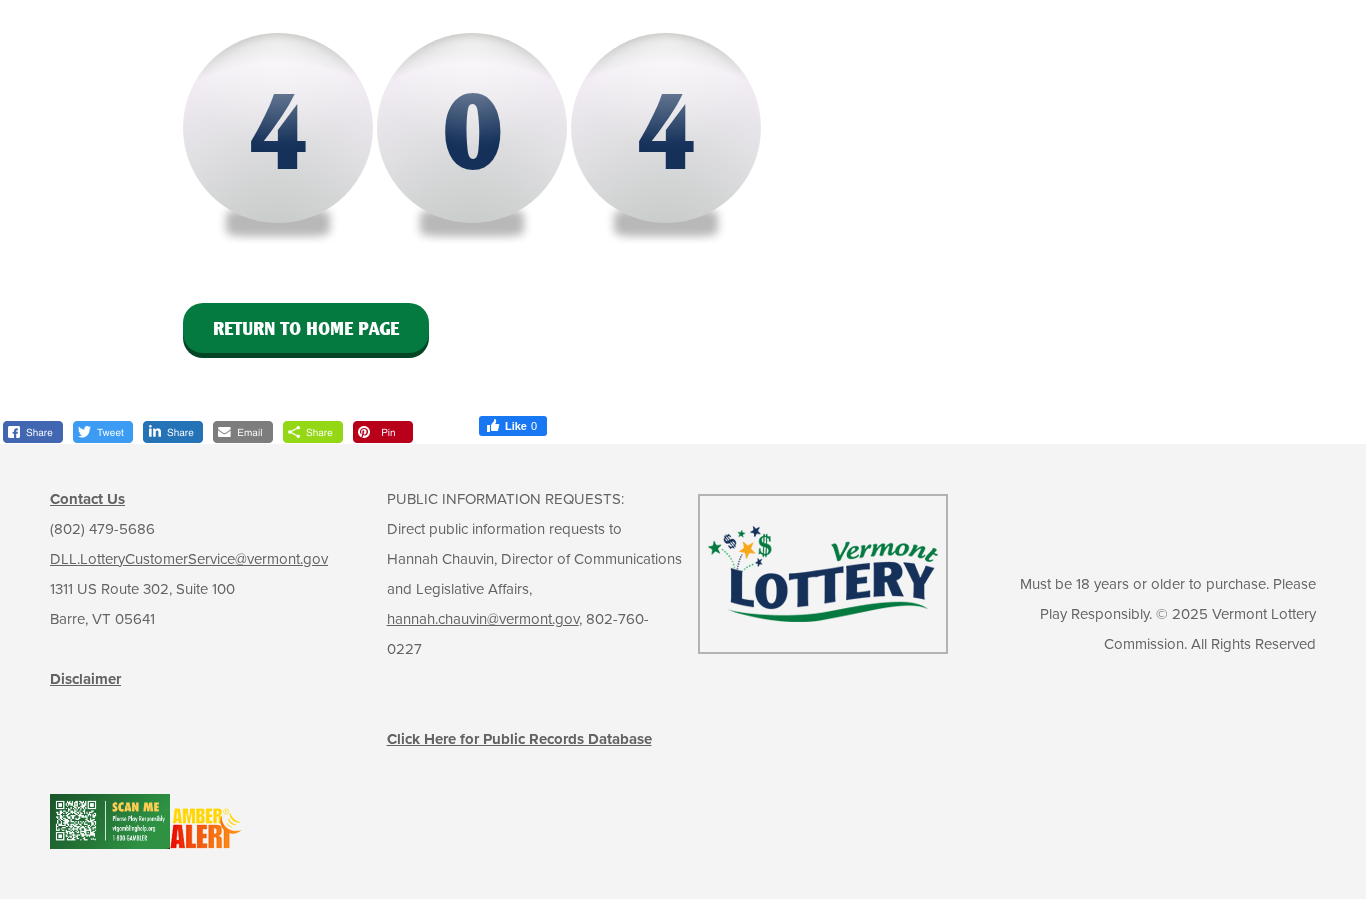 4 0 4
RETURN TO HOME PAGE
Share Tweet Share Email Share Pin Like 0
Contact Us
(802) 479-5686
DLL.LotteryCustomerService@vermont.gov
1311 US Route 302, Suite 100
Barre, VT 05641
Disclaimer
PUBLIC INFORMATION REQUESTS:
Direct public information requests to
Hannah Chauvin, Director of Communications
and Legislative Affairs,
hannah.chauvin@vermont.gov, 802-760-
0227
Click Here for Public Records Database
Vermont
LOTTERY
Must be 18 years or older to purchase. Please
Play Responsibly. © 2025 Vermont Lottery
Commission. All Rights Reserved
SCAN ME
Please Play Responsibly
vtgamblinghelp.org
1-800-GAMBLER
AMBER
ALERT